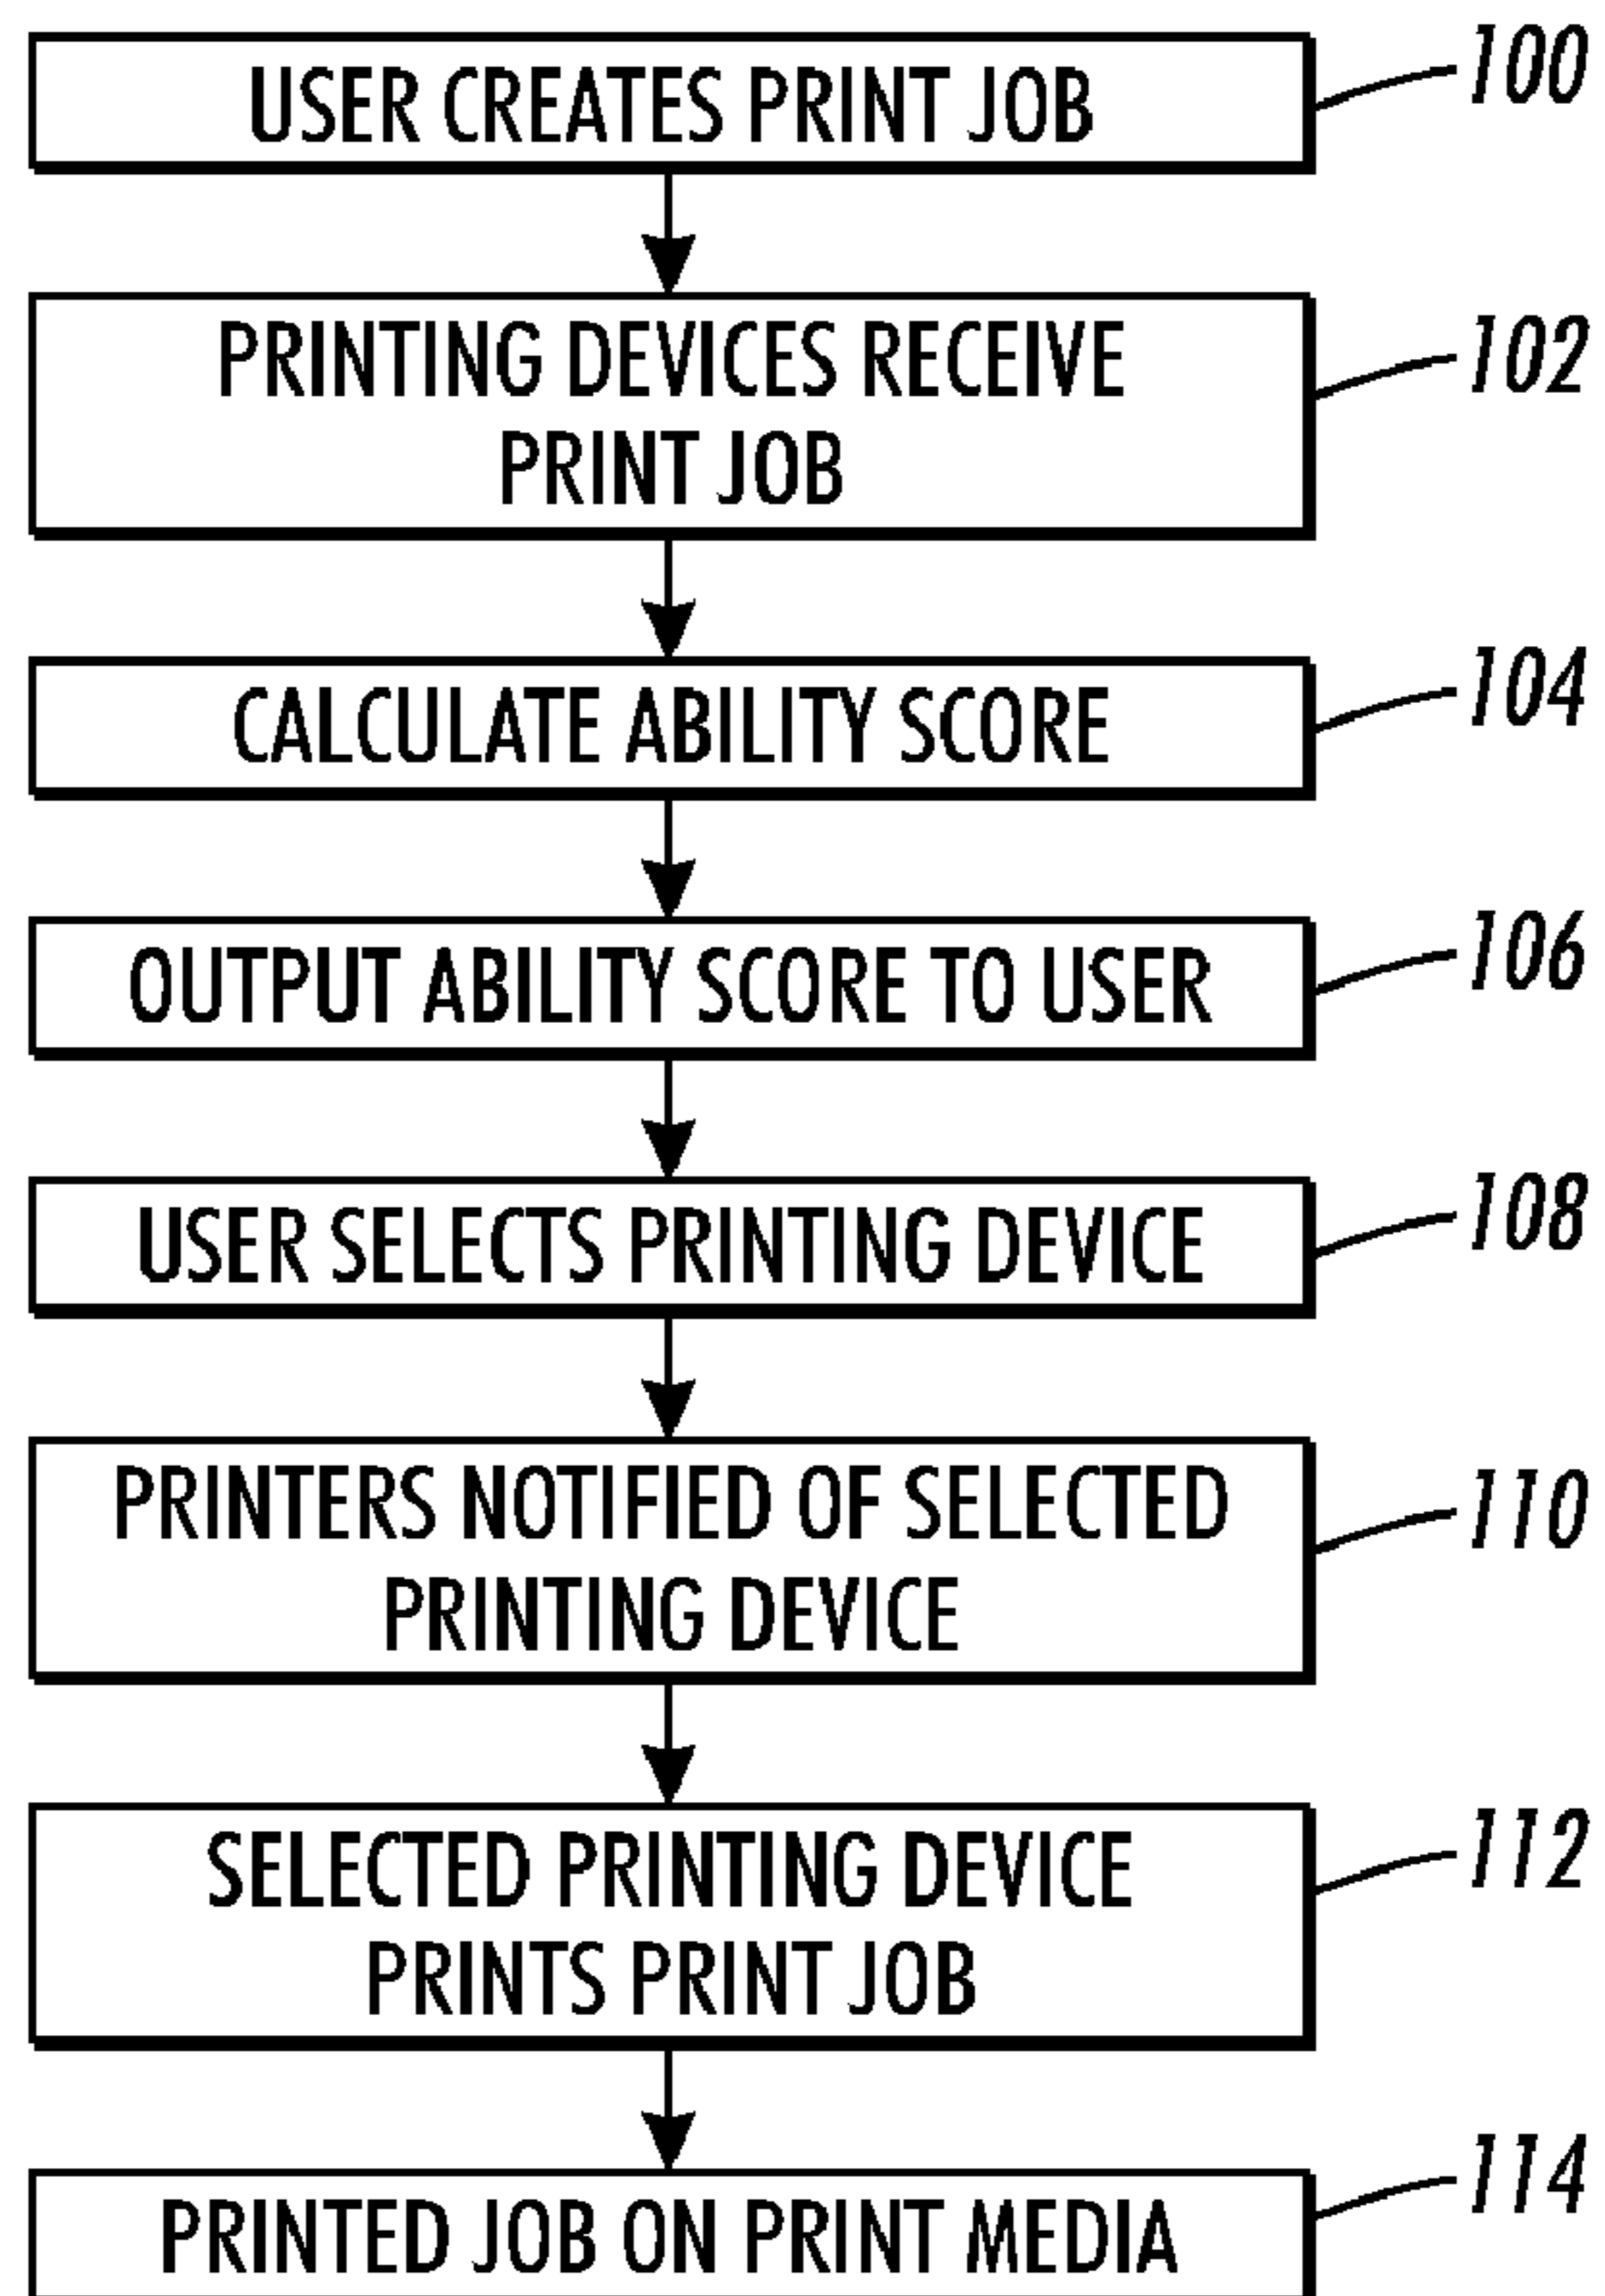 USER CREATES PRINT JOB
100
PRINTING DEVICES RECEIVE
PRINT JOB
102
CALCULATE ABILITY SCORE
104
OUTPUT ABILITY SCORE TO USER
106
USER SELECTS PRINTING DEVICE
108
PRINTERS NOTIFIED OF SELECTED
PRINTING DEVICE
110
SELECTED PRINTING DEVICE
PRINTS PRINT JOB
112
PRINTED JOB ON PRINT MEDIA
114